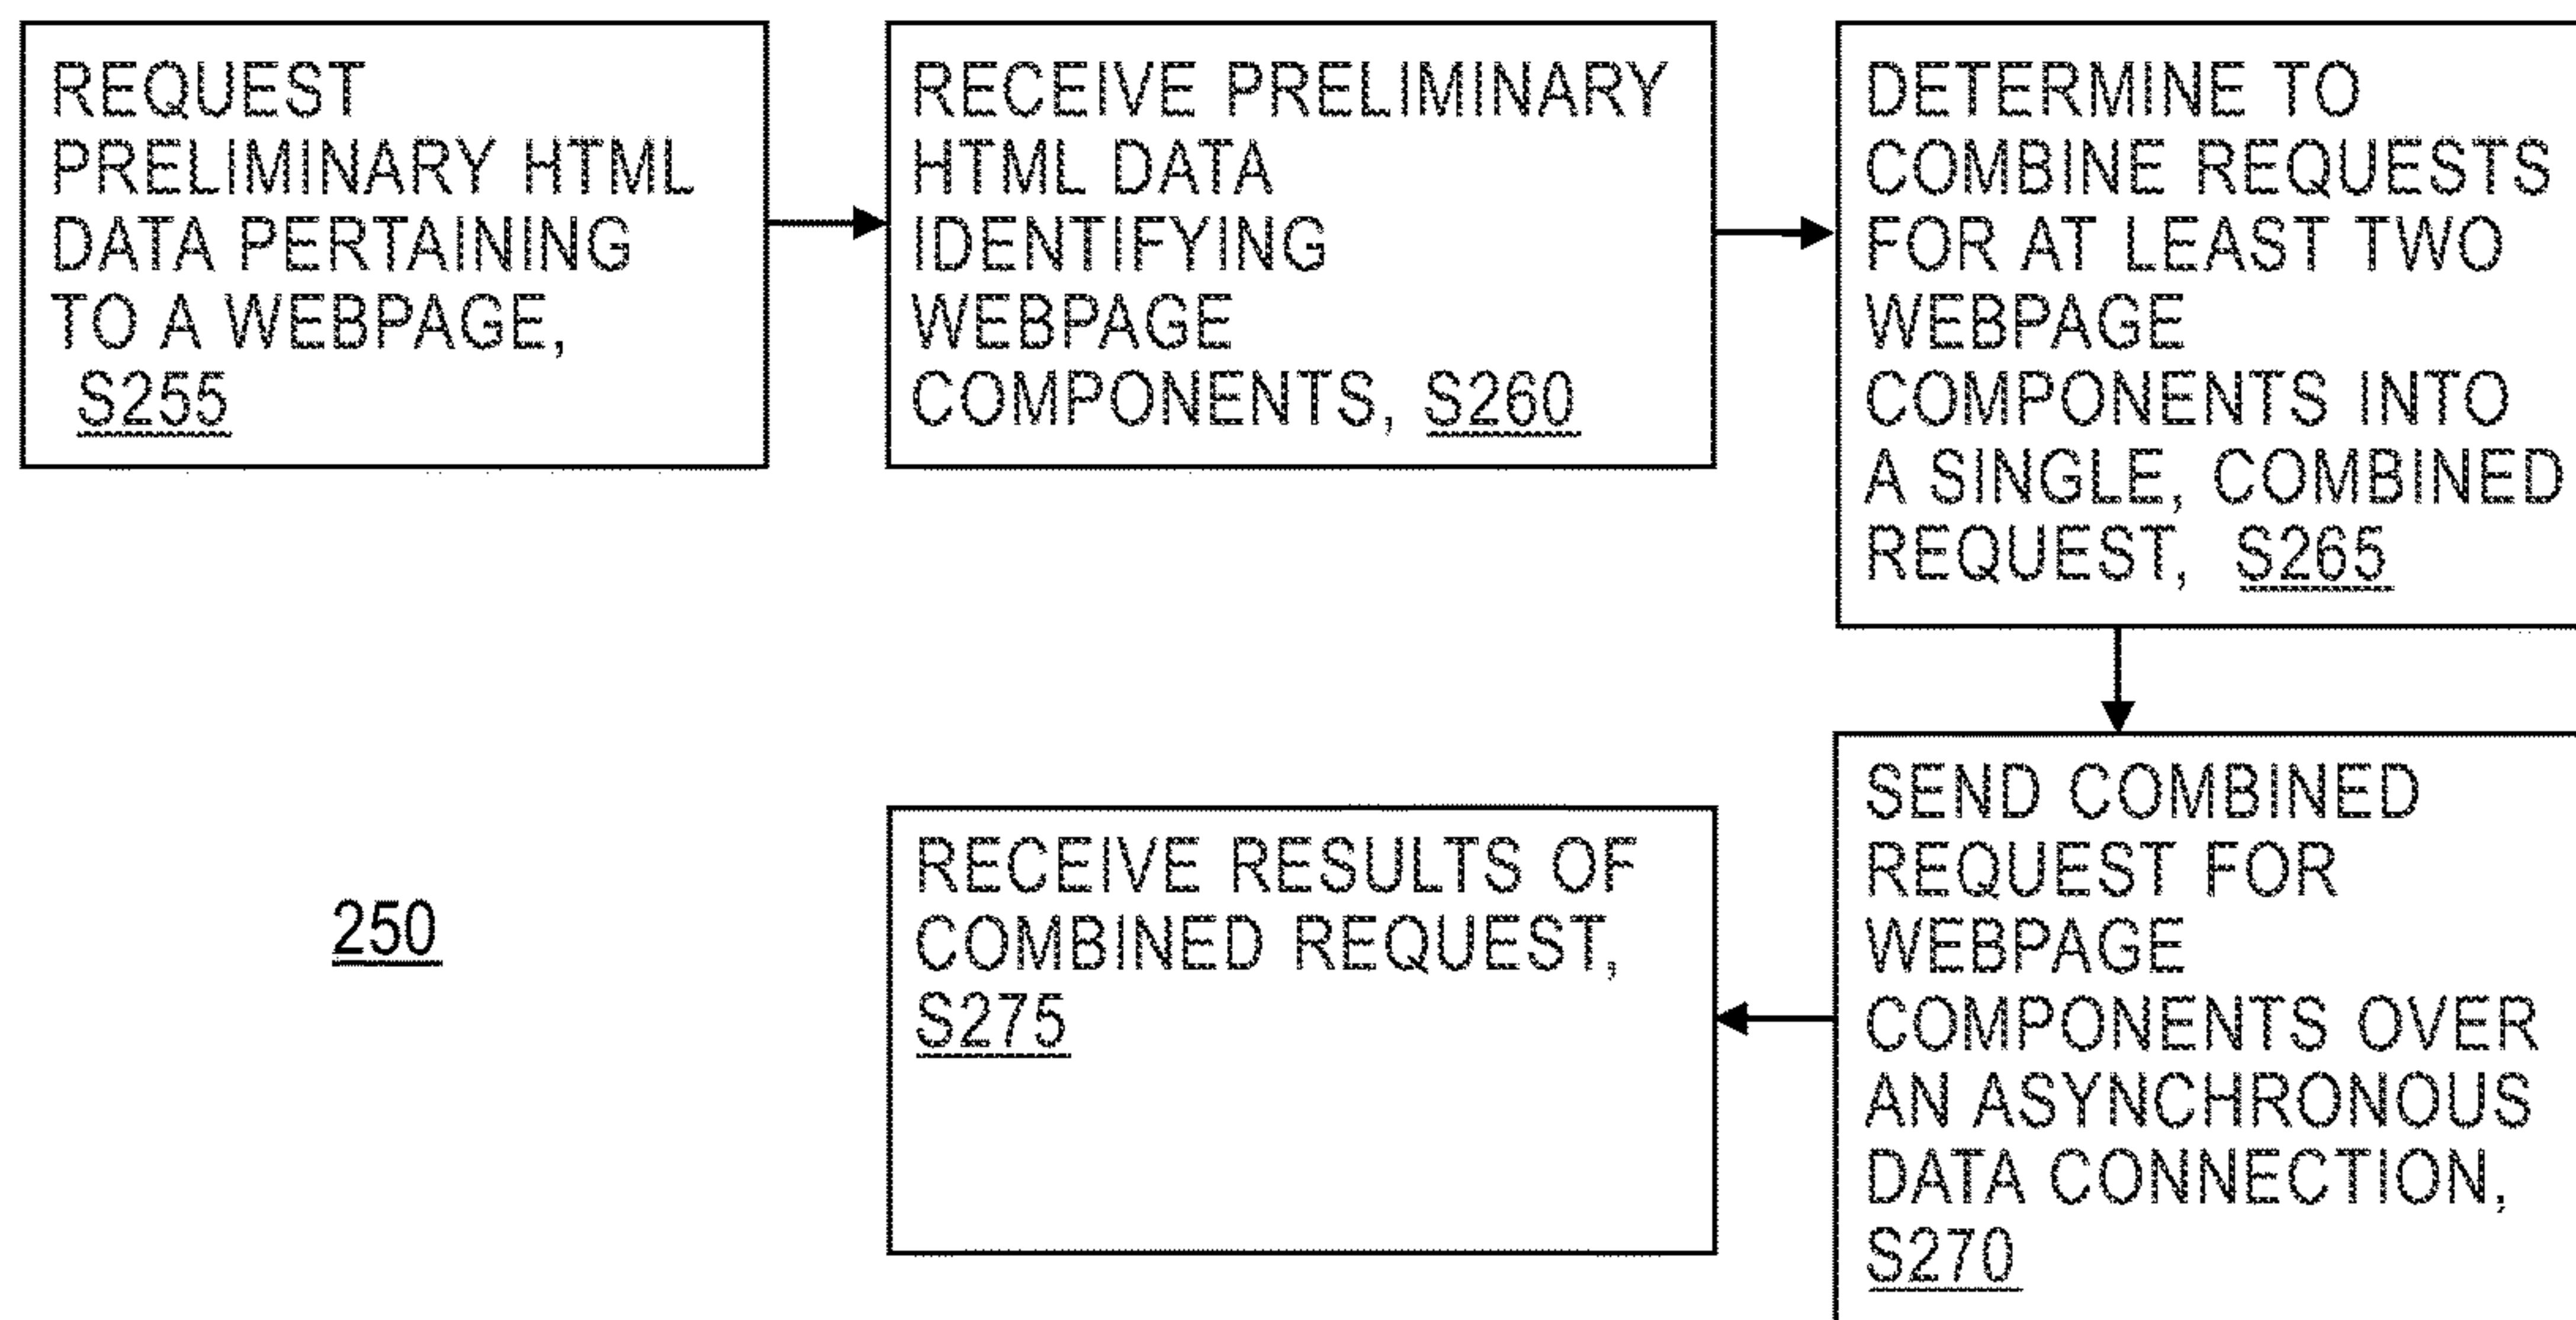 REQUEST
PRELIMINARY HTML
DATA PERTAINING
TO A WEBPAGE,
S255
RECEIVE PRELIMINARY
HTML DATA
IDENTIFYING
WEBPAGE
COMPONENTS, S260
DETERMINE TO
COMBINE REQUESTS
FOR AT LEAST TWO
WEBPAGE
COMPONENTS INTO
A SINGLE, COMBINED
REQUEST, S265
SEND COMBINED
REQUEST FOR
WEBPAGE
COMPONENTS OVER
AN ASYNCHRONOUS
DATA CONNECTION,
S270
RECEIVE RESULTS OF
COMBINED REQUEST,
S275
250